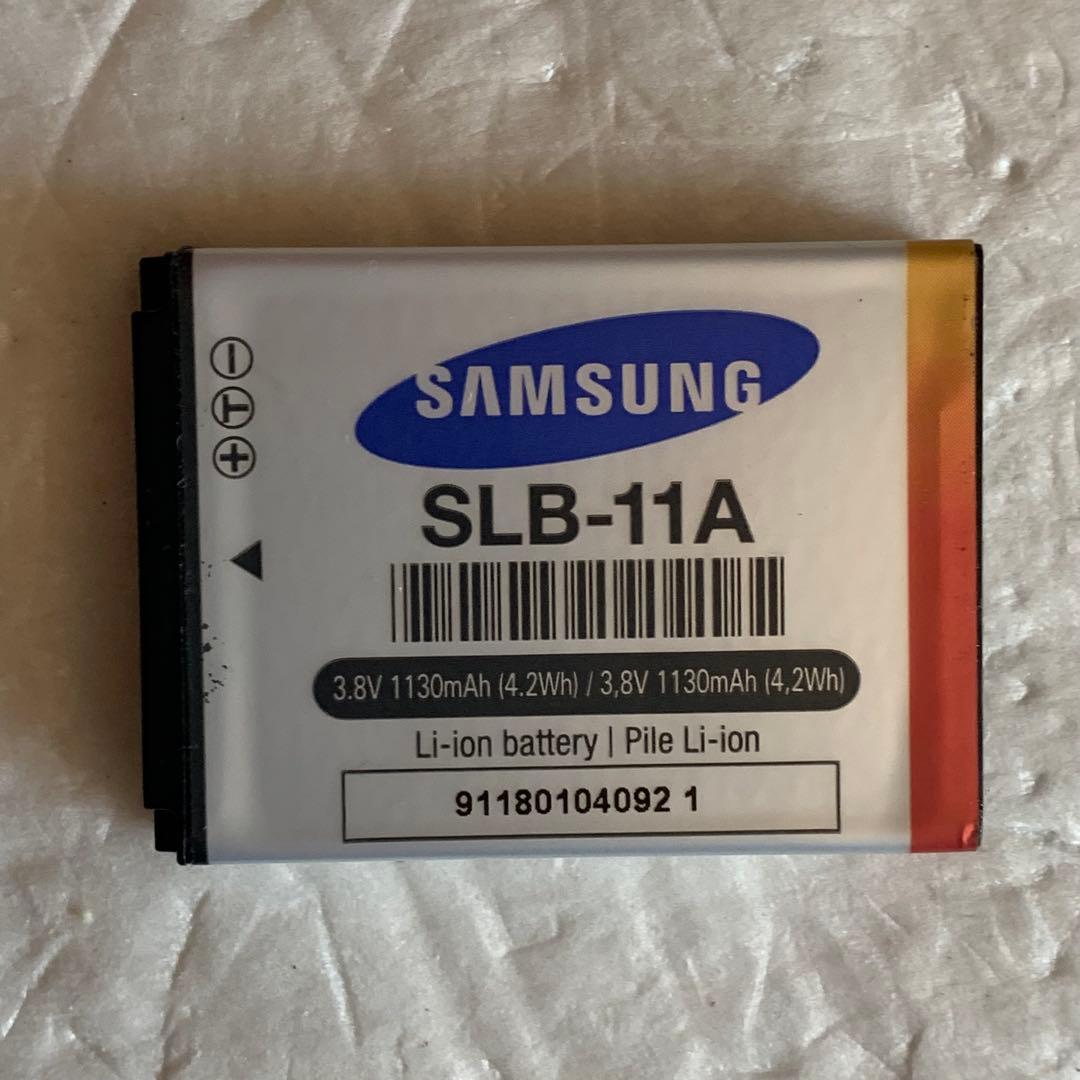 SAMSUNG
SLB-11A
3.8V 1130mAh (4.2Wh) / 3,8V 1130mAh (4,2Wh)
Li-ion battery | Pile Li-ion
91180104092 1
− T +